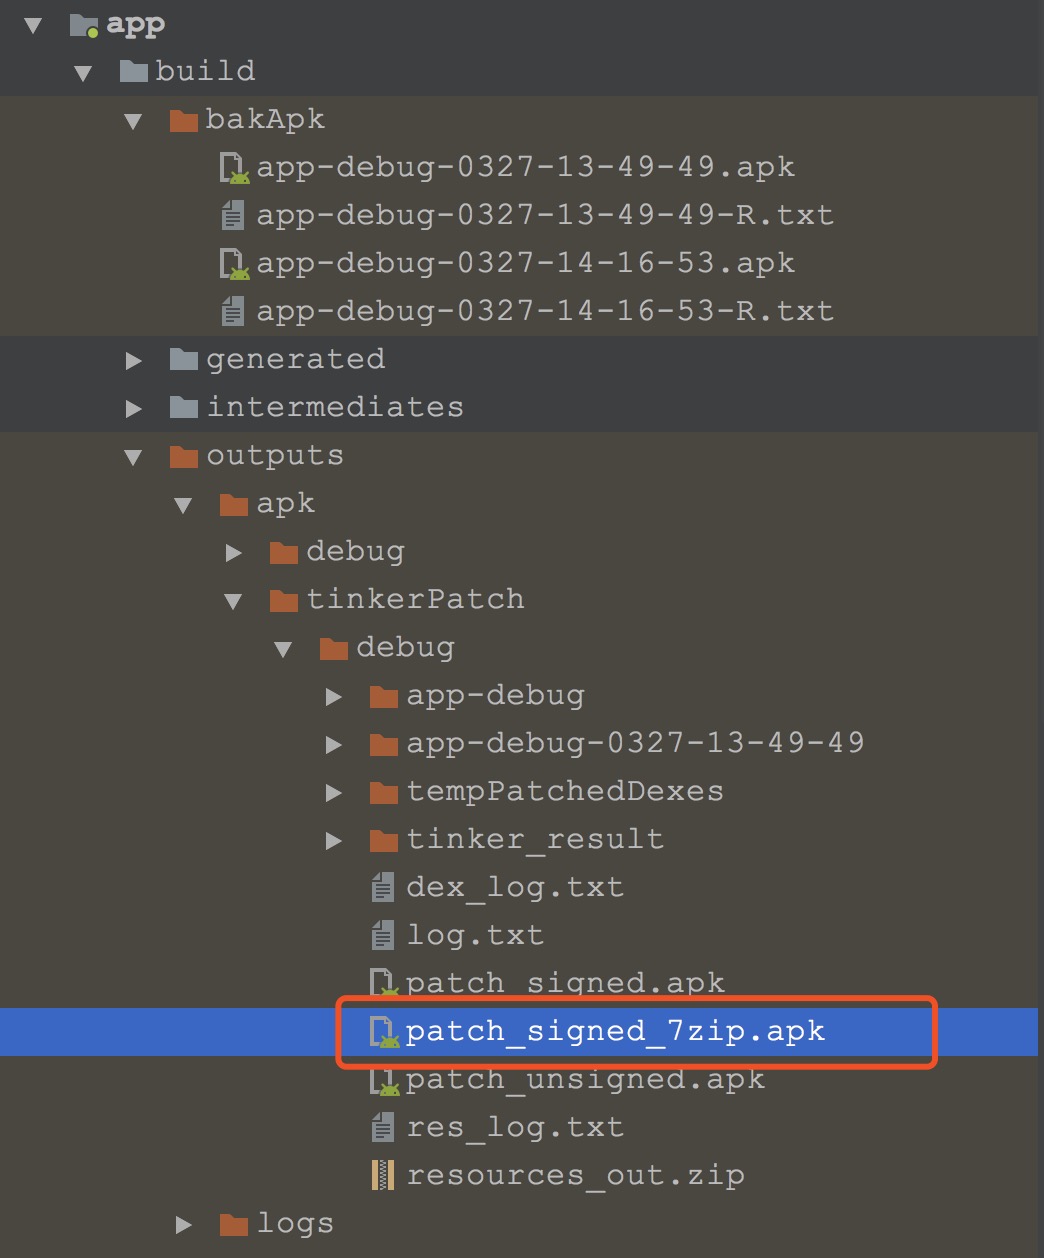 app
build
bakApk
app-debug-0327-13-49-49.apk
app-debug-0327-13-49-49-R.txt
app-debug-0327-14-16-53.apk
app-debug-0327-14-16-53-R.txt
generated
intermediates
outputs
apk
debug
tinkerPatch
debug
app-debug
app-debug-0327-13-49-49
tempPatchedDexes
tinker_result
dex_log.txt
log.txt
patch_signed.apk
patch_signed_7zip.apk
patch_unsigned.apk
res_log.txt
resources_out.zip
logs